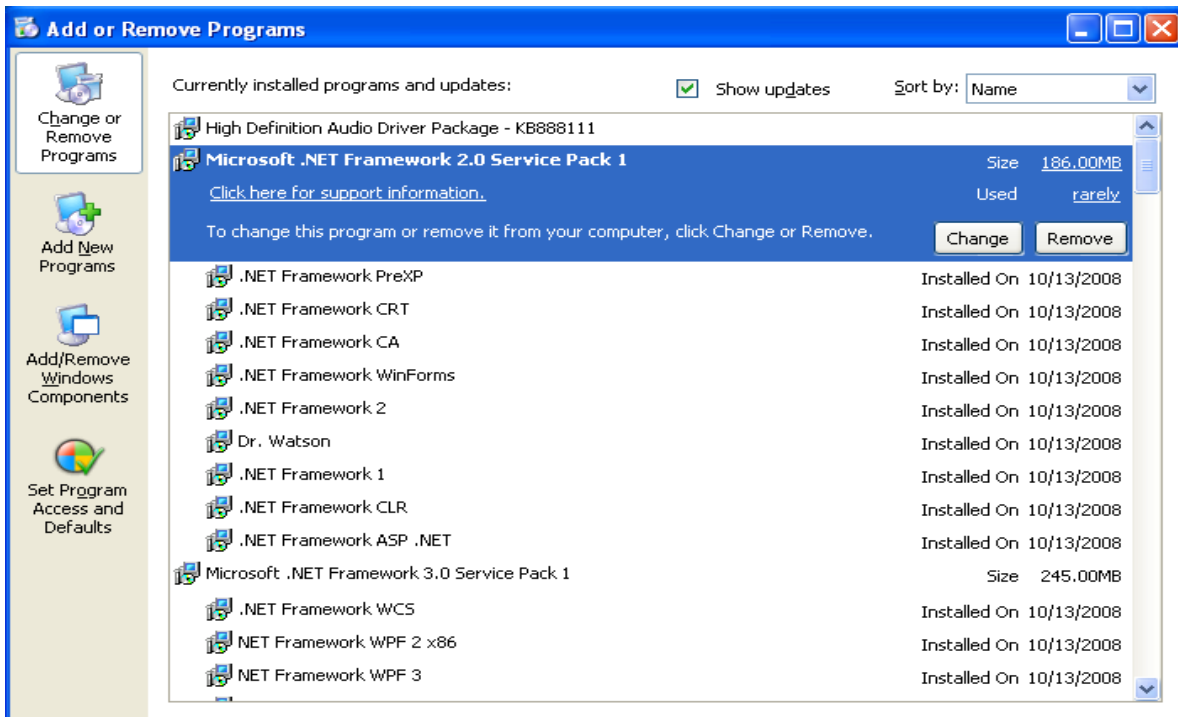 Add or Remove Programs
Change or
Remove
Programs
Add New
Programs
Add/Remove
Windows
Components
Set Program
Access and
Defaults
Currently installed programs and updates:
Show updates
Sort by: Name
High Definition Audio Driver Package - KB888111
Microsoft .NET Framework 2.0 Service Pack 1 Size 186.00MB
Click here for support information. Used rarely
To change this program or remove it from your computer, click Change or Remove. Change Remove
.NET Framework PreXP Installed On 10/13/2008
.NET Framework CRT Installed On 10/13/2008
.NET Framework CA Installed On 10/13/2008
.NET Framework WinForms Installed On 10/13/2008
.NET Framework 2 Installed On 10/13/2008
Dr. Watson Installed On 10/13/2008
.NET Framework 1 Installed On 10/13/2008
.NET Framework CLR Installed On 10/13/2008
.NET Framework ASP .NET Installed On 10/13/2008
Microsoft .NET Framework 3.0 Service Pack 1 Size 245.00MB
.NET Framework WCS Installed On 10/13/2008
NET Framework WPF 2 x86 Installed On 10/13/2008
NET Framework WPF 3 Installed On 10/13/2008